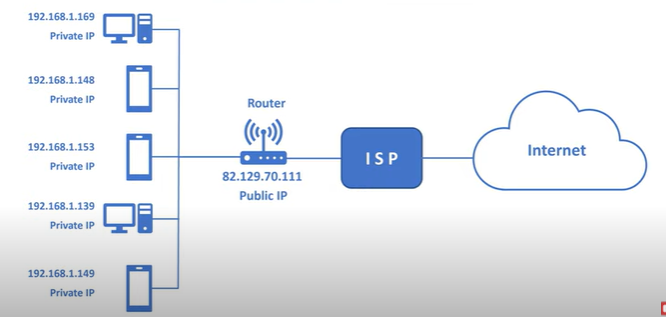 192.168.1.169
Private IP
192.168.1.148
Private IP
192.168.1.153
Private IP
192.168.1.139
Private IP
192.168.1.149
Private IP
Router
82.129.70.111
Public IP
ISP
Internet